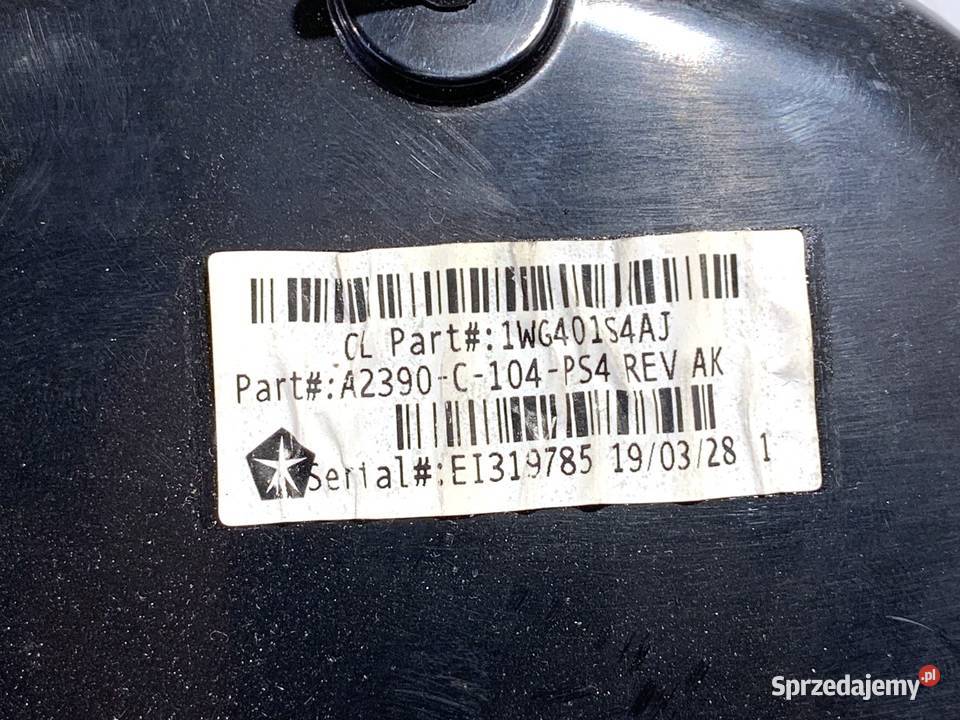 CL Part#:1WG401S4AJ
Part#:A2390-C-104-PS4 REV AK
Serial#:EI319785 19/03/28 1
Sprzedajemy.pl